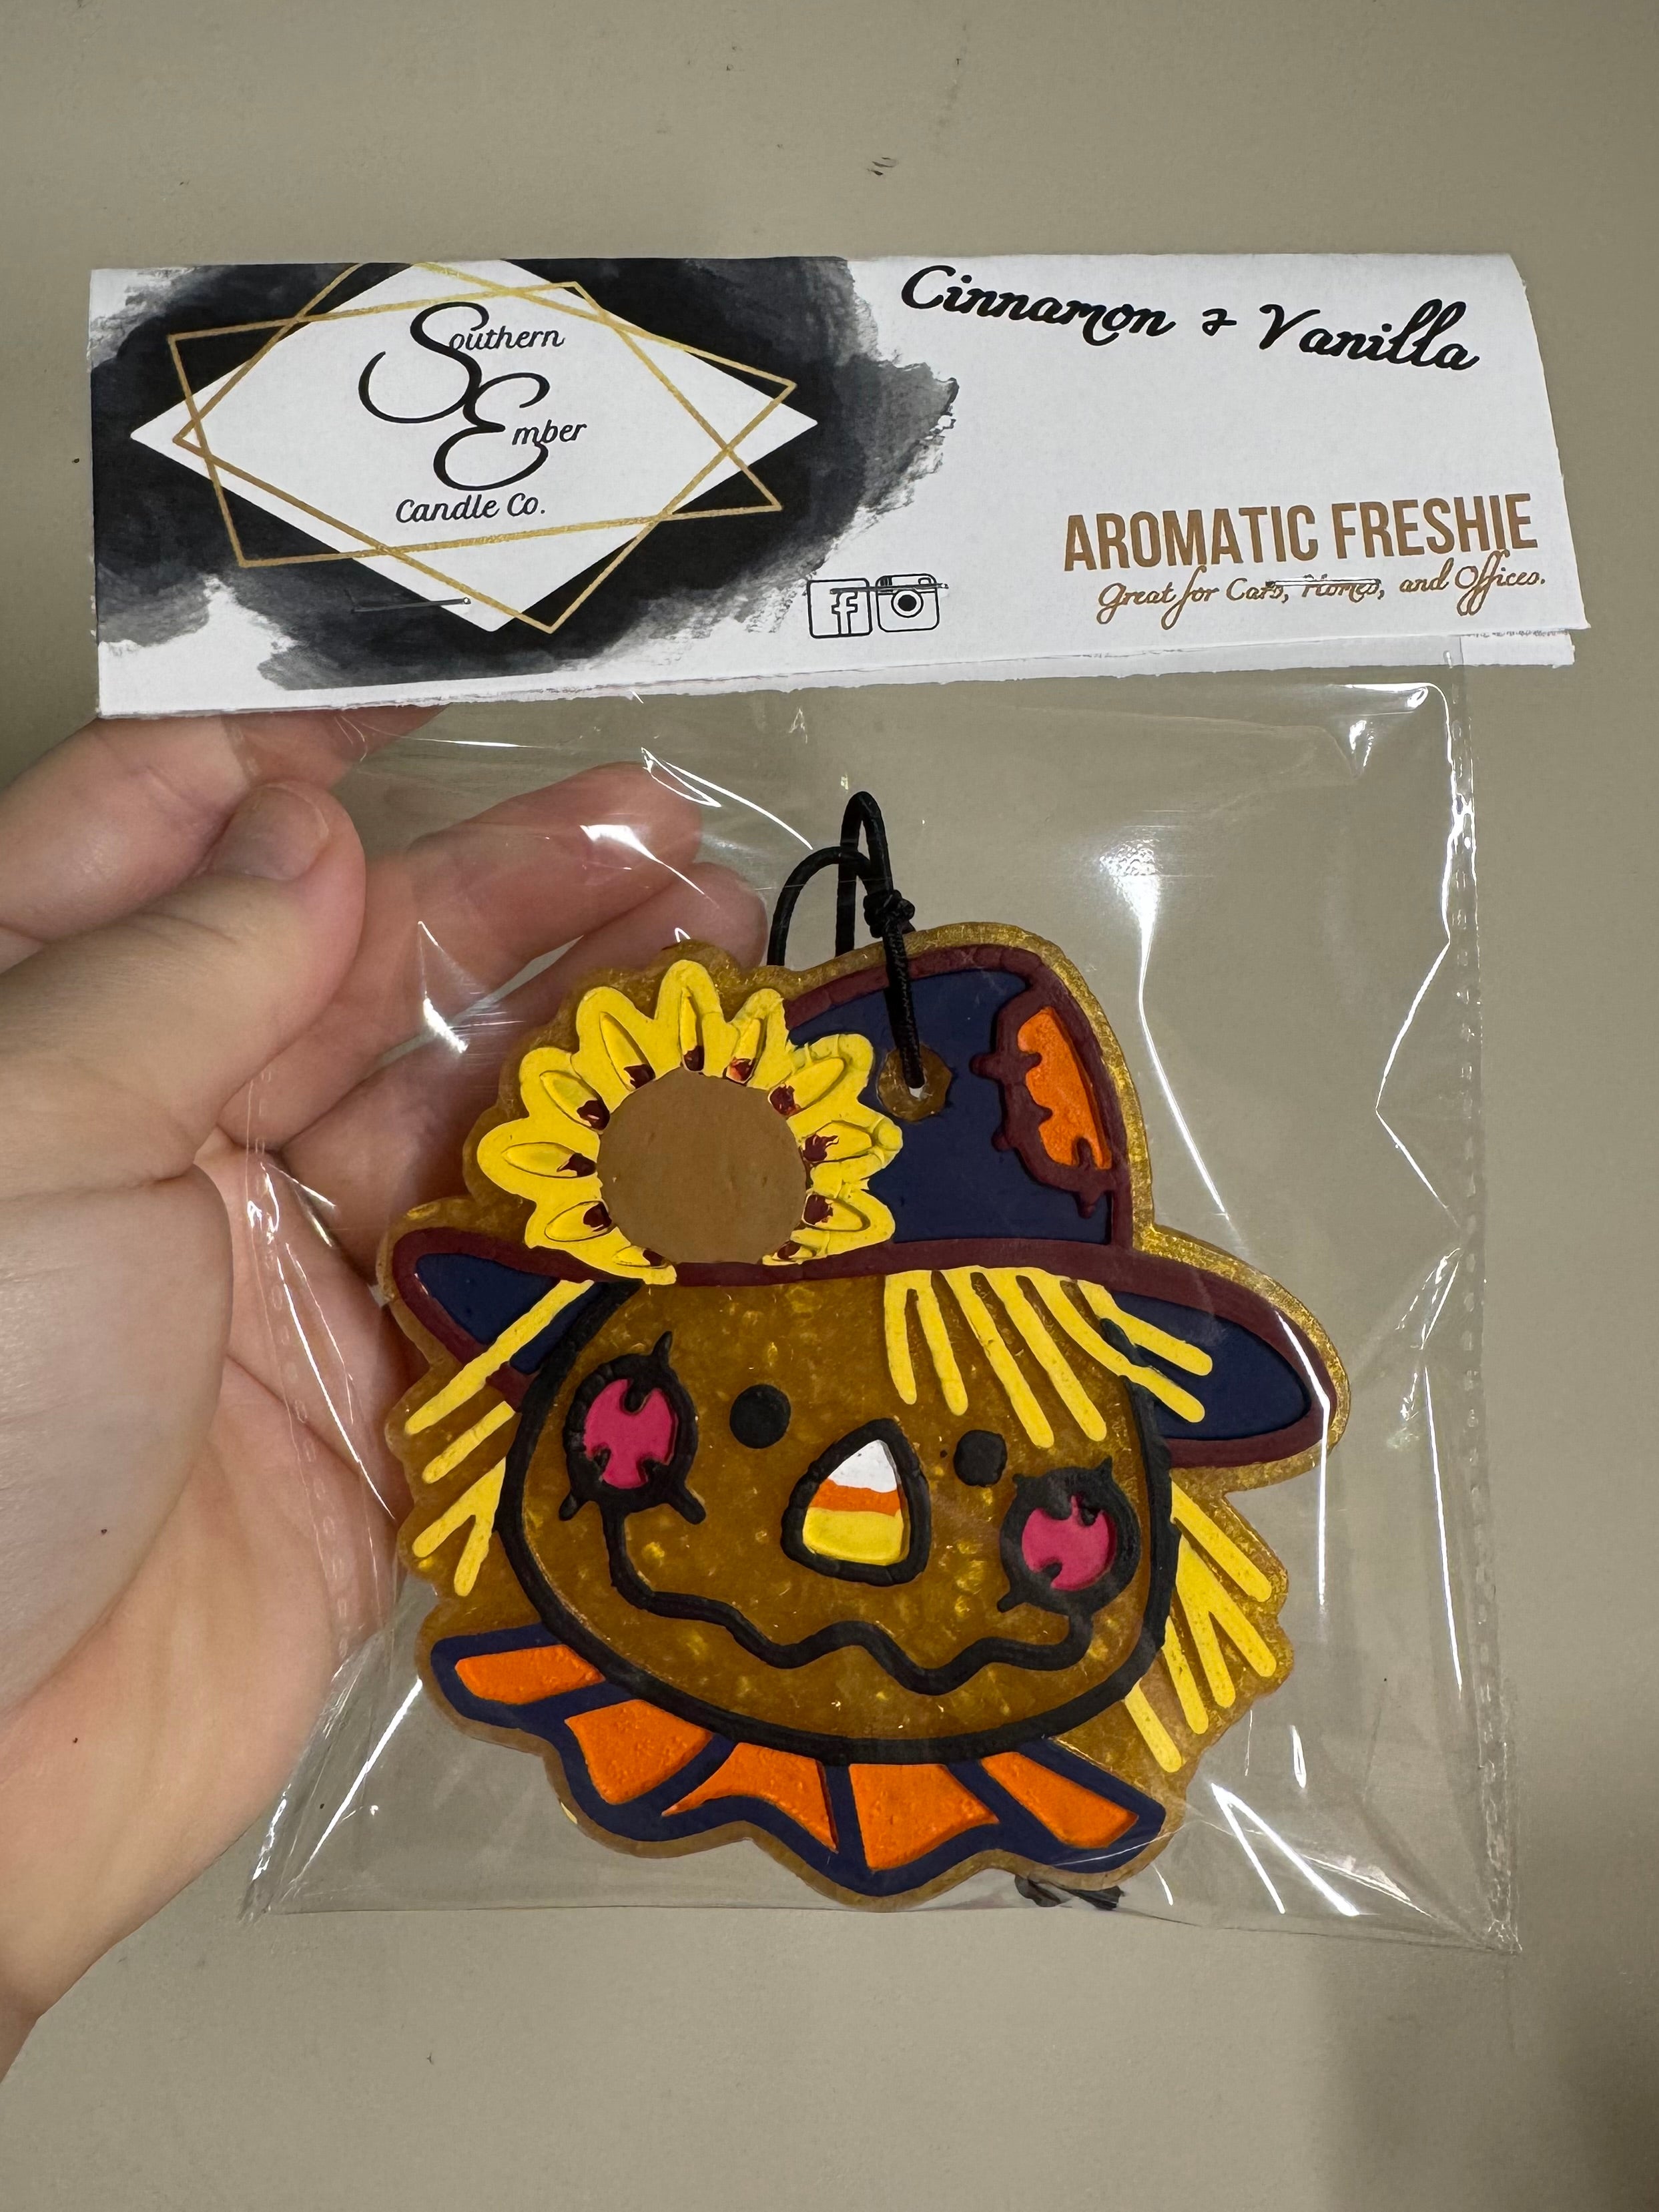 Southern
Ember
Candle Co.
Cinnamon & Vanilla
AROMATIC FRESHIE
Great for Cars, Homes, and Offices.